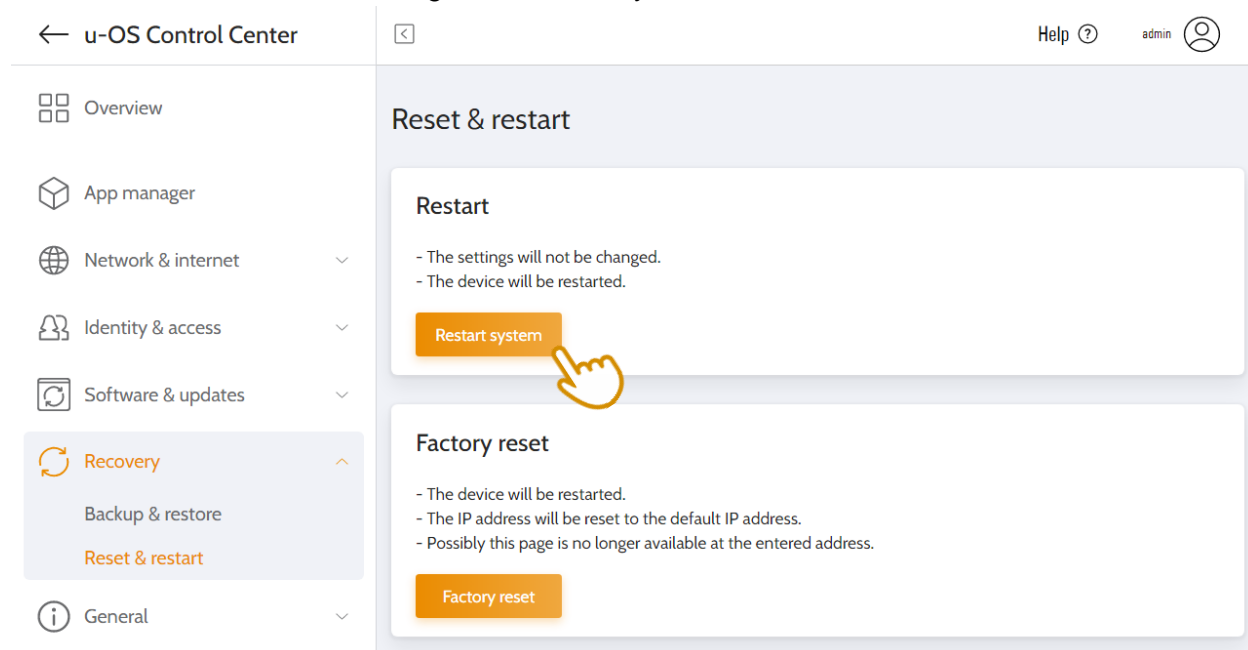 u-OS Control Center
Help ?
admin
Overview
App manager
Network & internet
Identity & access
Software & updates
Recovery
Backup & restore
Reset & restart
General
Reset & restart
Restart
- The settings will not be changed.
- The device will be restarted.
Restart system
Factory reset
- The device will be restarted.
- The IP address will be reset to the default IP address.
- Possibly this page is no longer available at the entered address.
Factory reset